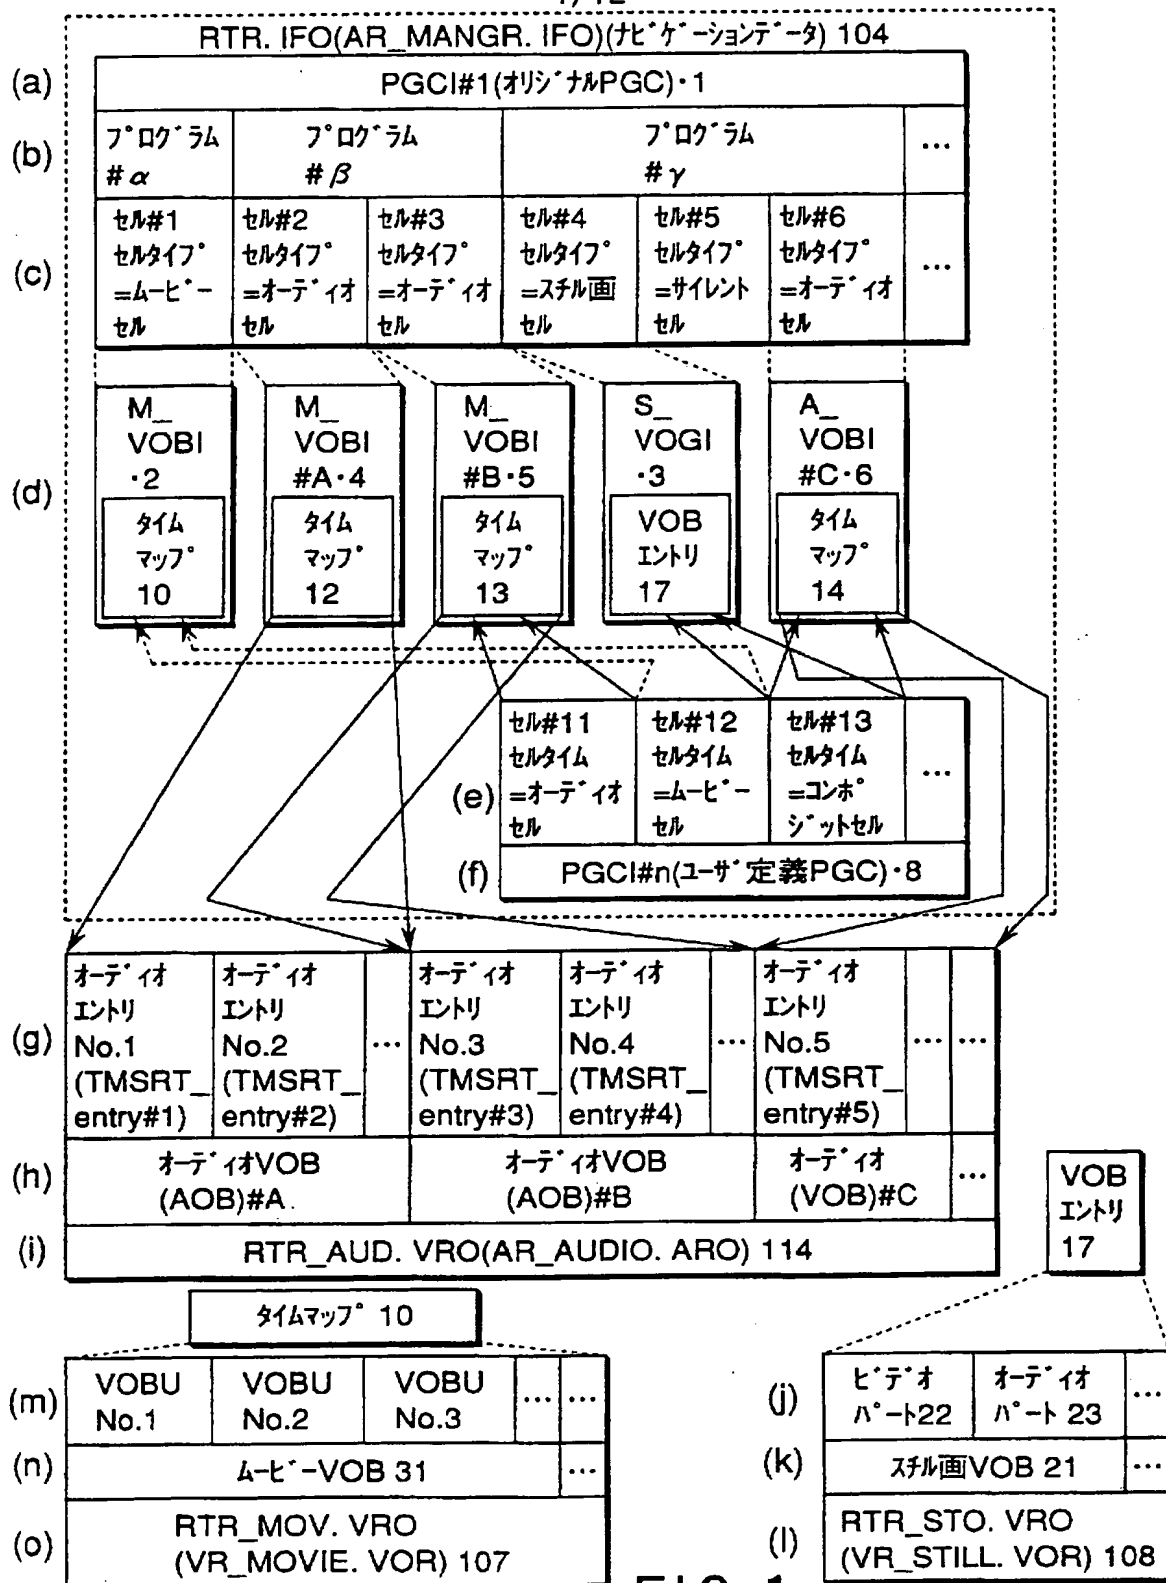 1/12
RTR. IFO(AR_MANGR. IFO)(ナビゲーションデータ) 104
(a)
PGCI#1(オリジナルPGC)・1
(b)
プログラム
#α
プログラム
#β
プログラム
#γ
…
(c)
セル#1
セルタイプ
=ムービー
セル
セル#2
セルタイプ
=オーディオ
セル
セル#3
セルタイプ
=オーディオ
セル
セル#4
セルタイプ
=スチル画
セル
セル#5
セルタイプ
=サイレント
セル
セル#6
セルタイプ
=オーディオ
セル
…
(d)
M_
VOBI
・2
タイム
マップ
10
M_
VOBI
#A・4
タイム
マップ
12
M_
VOBI
#B・5
タイム
マップ
13
S_
VOGI
・3
VOB
エントリ
17
A_
VOBI
#C・6
タイム
マップ
14
(e)
セル#11
セルタイム
=オーディオ
セル
セル#12
セルタイム
=ムービー
セル
セル#13
セルタイム
=コンポ
ジットセル
…
(f)
PGCI#n(ユーザ定義PGC)・8
(g)
オーディオ
エントリ
No.1
(TMSRT_
entry#1)
オーディオ
エントリ
No.2
(TMSRT_
entry#2)
…
オーディオ
エントリ
No.3
(TMSRT_
entry#3)
オーディオ
エントリ
No.4
(TMSRT_
entry#4)
…
オーディオ
エントリ
No.5
(TMSRT_
entry#5)
…
…
(h)
オーディオVOB
(AOB)#A
オーディオVOB
(AOB)#B
オーディオ
(VOB)#C
…
(i)
RTR_AUD. VRO(AR_AUDIO. ARO) 114
VOB
エントリ
17
タイムマップ 10
(m)
VOBU
No.1
VOBU
No.2
VOBU
No.3
…
…
(n)
ムービーVOB 31
…
(o)
RTR_MOV. VRO
(VR_MOVIE. VOR) 107
(j)
ビデオ
パート22
オーディオ
パート 23
…
(k)
スチル画VOB 21
…
(l)
RTR_STO. VRO
(VR_STILL. VOR) 108
FIG. 1